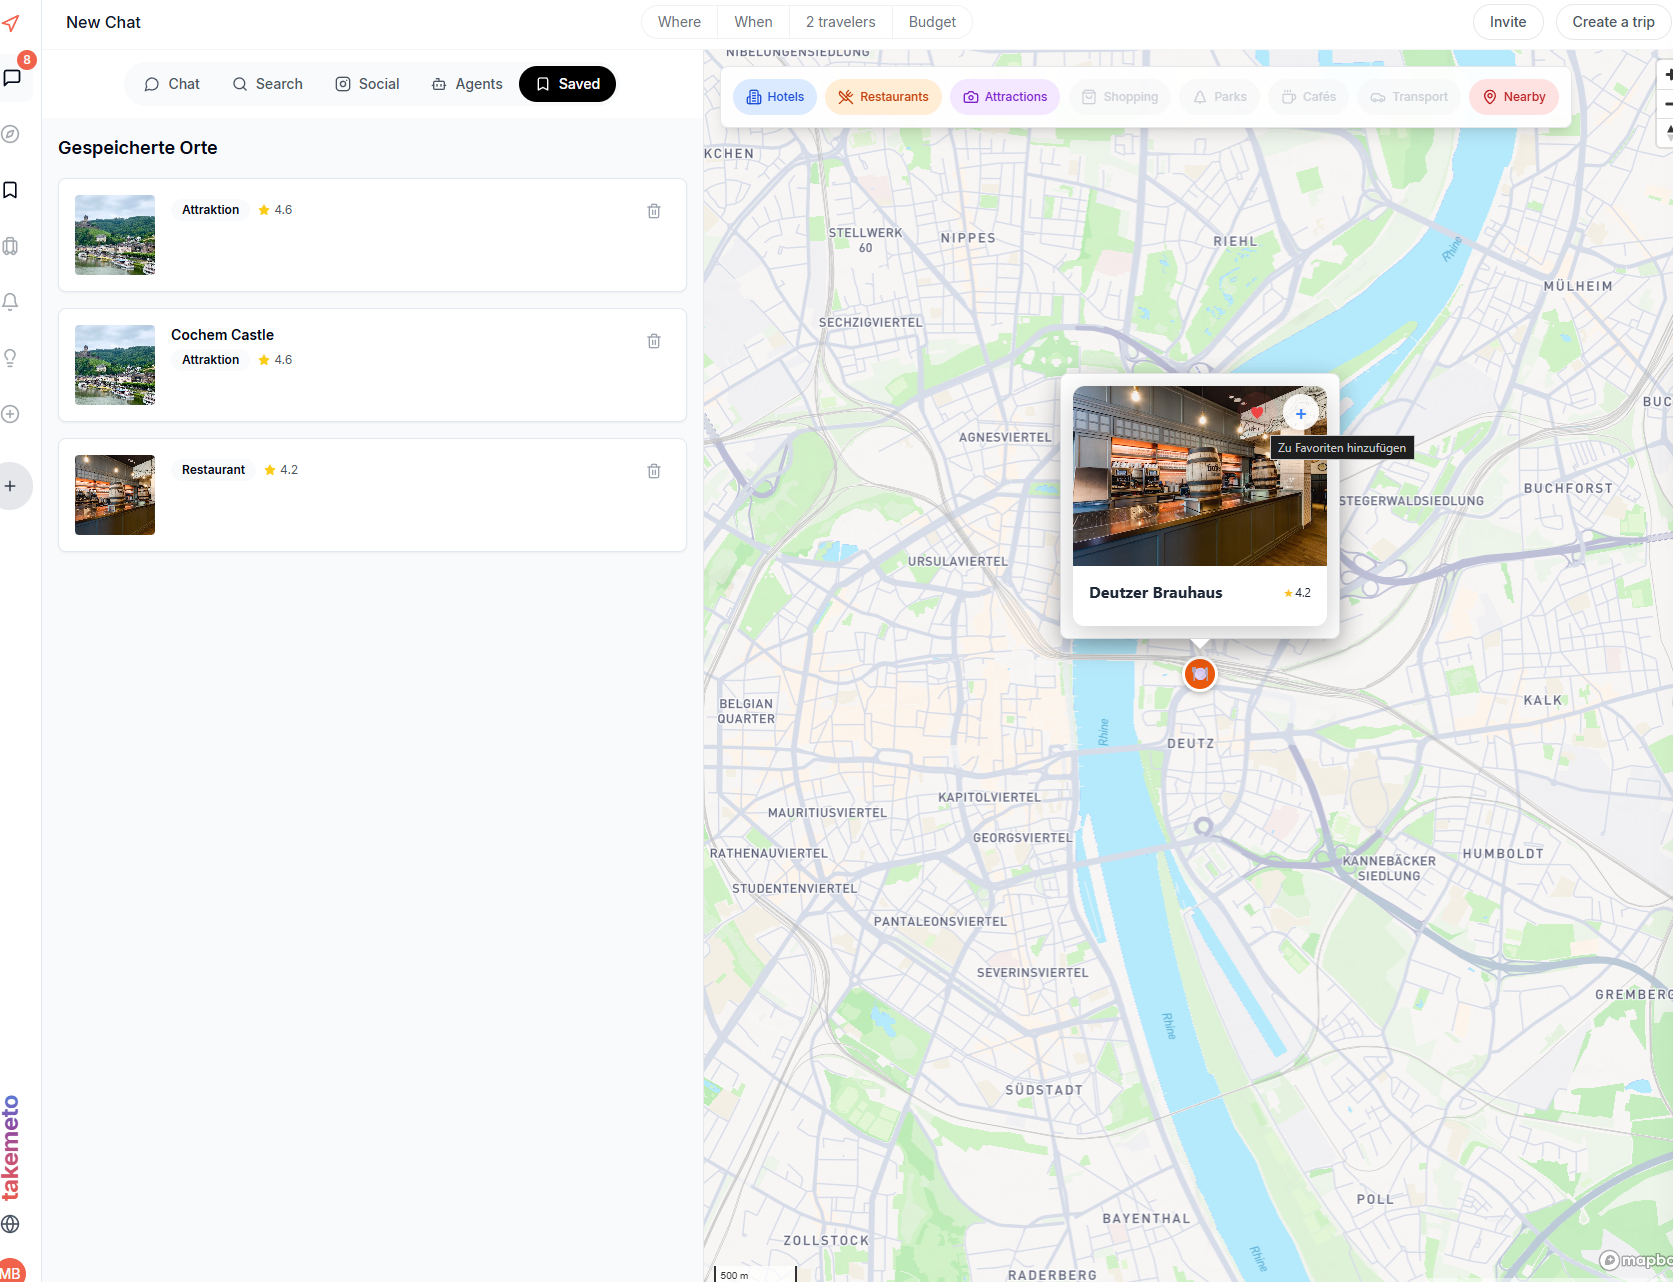 New Chat
Where
When
2 travelers
Budget
Invite
Create a trip
8
Chat
Search
Social
Agents
Saved
Gespeicherte Orte
Attraktion
4.6
Cochem Castle
Attraktion
4.6
Restaurant
4.2
takemeto
MB
NIBELUNGENSIEDLUNG
Hotels
Restaurants
Attractions
Shopping
Parks
Cafés
Transport
Nearby
KCHEN
STELLWERK
60
NIPPES
RIEHL
Rhine
MÜLHEIM
SECHZIGVIERTEL
BUC
AGNESVIERTEL
Zu Favoriten hinzufügen
STEGERWALDSIEDLUNG
BUCHFORST
URSULAVIERTEL
Deutzer Brauhaus
4.2
BELGIAN
QUARTER
Rhine
DEUTZ
KALK
KAPITOLVIERTEL
MAURITIUSVIERTEL
GEORGSVIERTEL
RATHENAUVIERTEL
KANNEBÄCKER
SIEDLUNG
HUMBOLDT
STUDENTENVIERTEL
PANTALEONSVIERTEL
SEVERINSVIERTEL
GREMBERG
Rhine
SÜDSTADT
POLL
BAYENTHAL
ZOLLSTOCK
Rhine
RADERBERG
500 m
mapbo